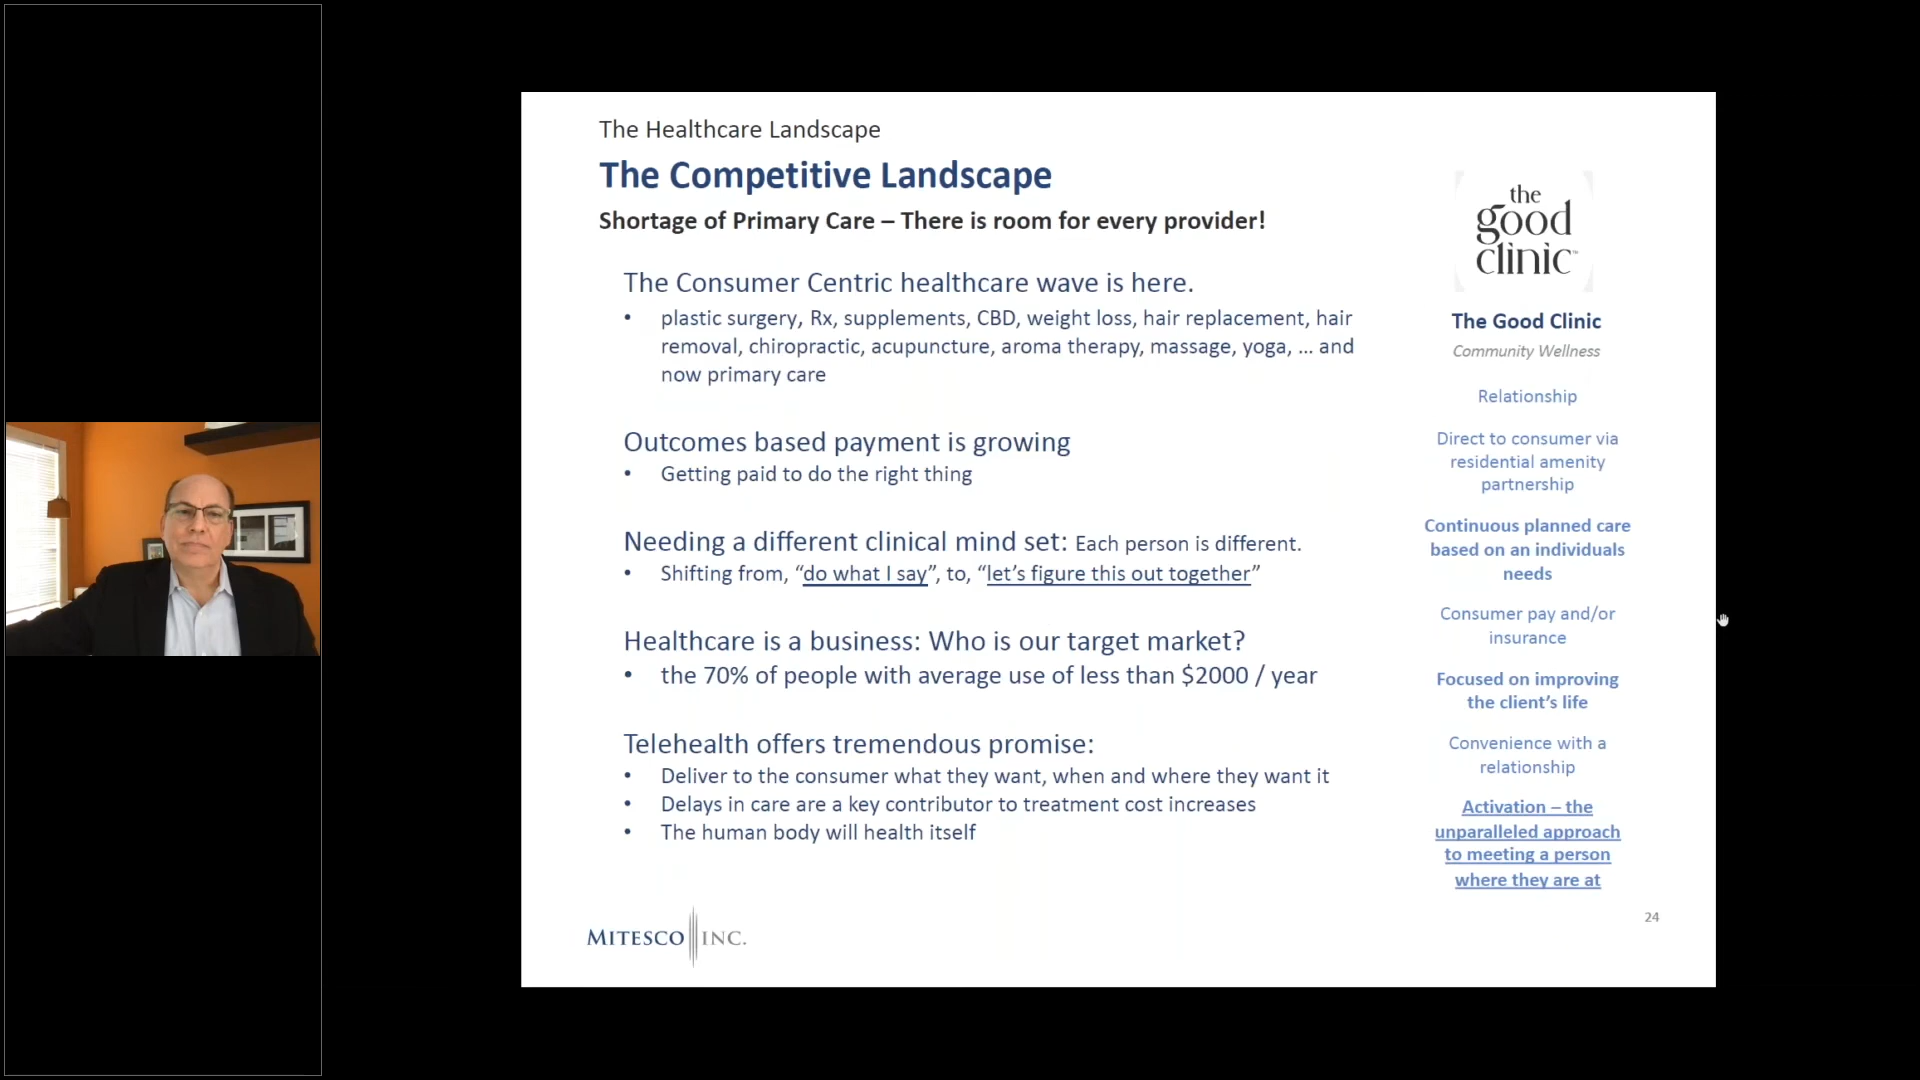 The Healthcare Landscape
The Competitive Landscape
Shortage of Primary Care – There is room for every provider!
The Consumer Centric healthcare wave is here.
• plastic surgery, Rx, supplements, CBD, weight loss, hair replacement, hair
removal, chiropractic, acupuncture, aroma therapy, massage, yoga, ... and
now primary care
Outcomes based payment is growing
• Getting paid to do the right thing
Needing a different clinical mind set: Each person is different.
• Shifting from, “do what I say”, to, “let’s figure this out together”
Healthcare is a business: Who is our target market?
• the 70% of people with average use of less than $2000 / year
Telehealth offers tremendous promise:
• Deliver to the consumer what they want, when and where they want it
• Delays in care are a key contributor to treatment cost increases
• The human body will health itself
the
good
clinic™
The Good Clinic
Community Wellness
Relationship
Direct to consumer via
residential amenity
partnership
Continuous planned care
based on an individuals
needs
Consumer pay and/or
insurance
Focused on improving
the client’s life
Convenience with a
relationship
Activation – the
unparalleled approach
to meeting a person
where they are at
MITESCO INC.
24